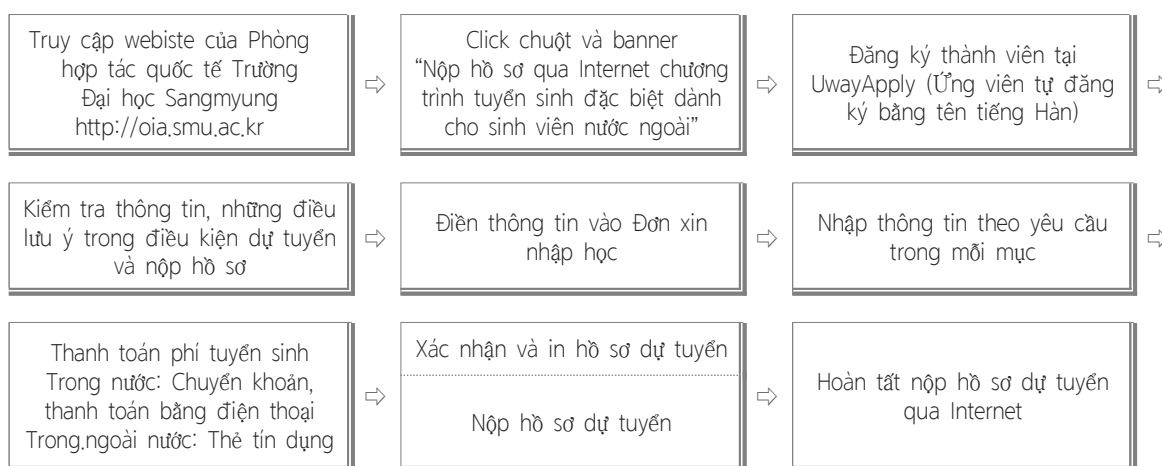 Truy cập webiste của Phòng
hợp tác quốc tế Trường
Đại học Sangmyung
http://oia.smu.ac.kr
⇨
Click chuột và banner
“Nộp hồ sơ qua Internet chương
trình tuyển sinh đặc biệt dành
cho sinh viên nước ngoài”
⇨
Đăng ký thành viên tại
UwayApply (Ứng viên tự đăng
ký bằng tên tiếng Hàn)
⇨
Kiểm tra thông tin, những điều
lưu ý trong điều kiện dự tuyển
và nộp hồ sơ
⇨
Điền thông tin vào Đơn xin
nhập học
⇨
Nhập thông tin theo yêu cầu
trong mỗi mục
⇨
Thanh toán phí tuyển sinh
Trong nước: Chuyển khoản,
thanh toán bằng điện thoại
Trong.ngoài nước: Thẻ tín dụng
⇨
Xác nhận và in hồ sơ dự tuyển
Nộp hồ sơ dự tuyển
⇨
Hoàn tất nộp hồ sơ dự tuyển
qua Internet